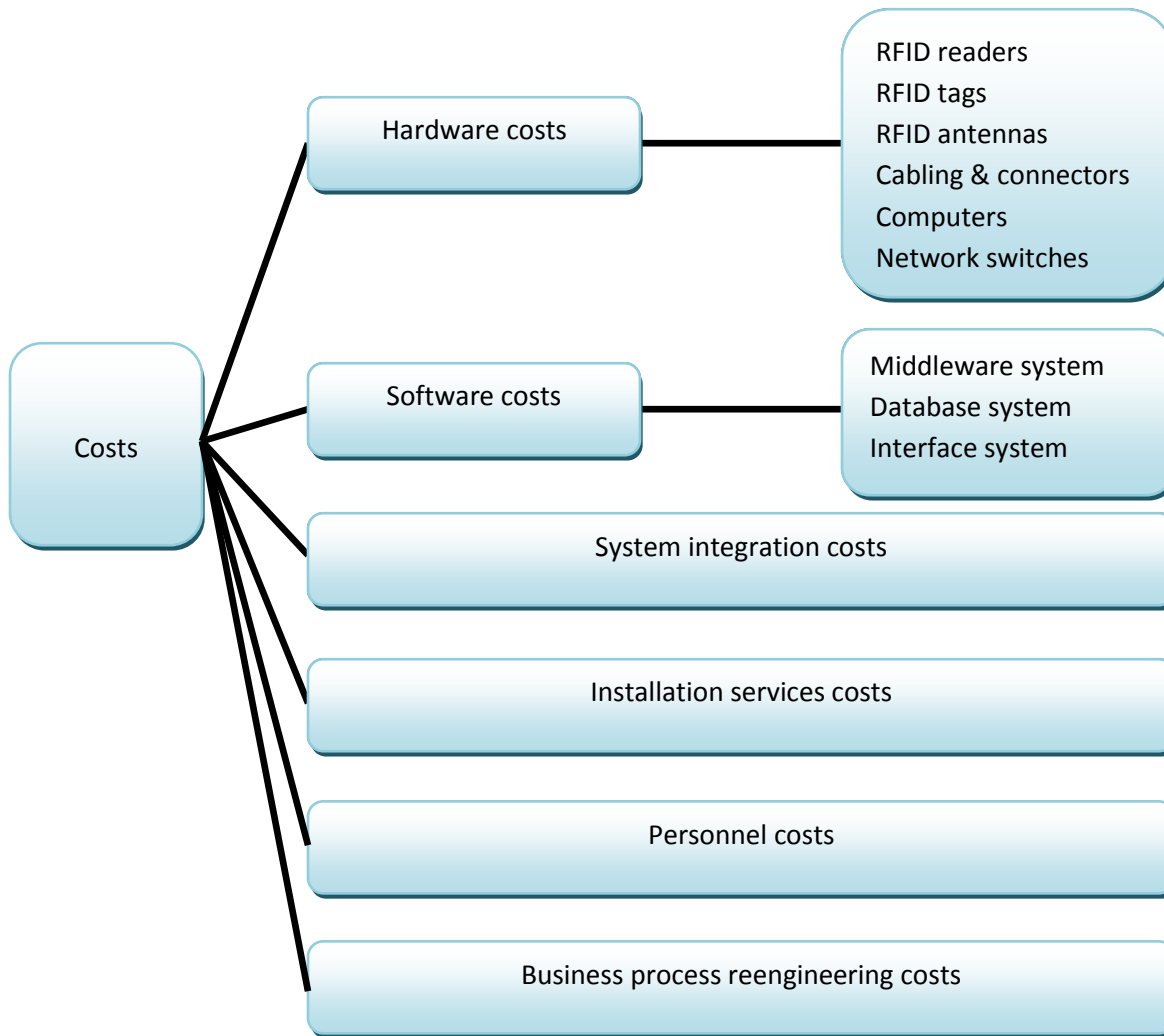 Costs
Hardware costs
RFID readers
RFID tags
RFID antennas
Cabling & connectors
Computers
Network switches
Software costs
Middleware system
Database system
Interface system
System integration costs
Installation services costs
Personnel costs
Business process reengineering costs